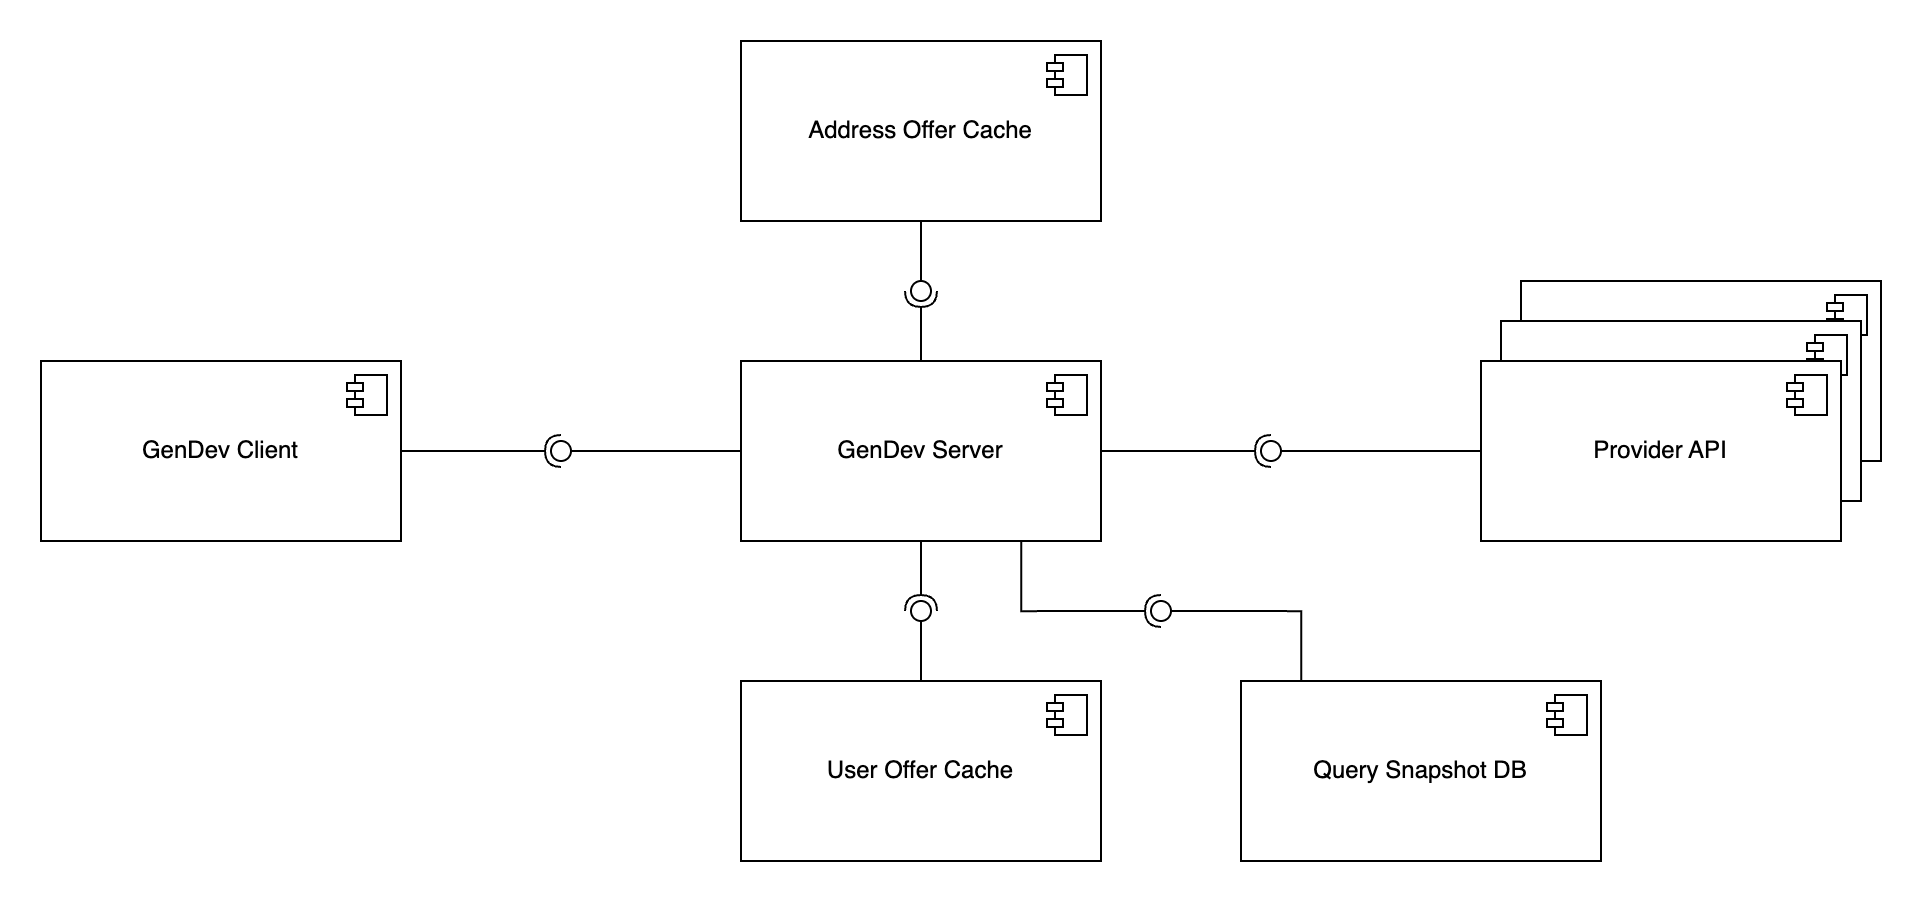 Address Offer Cache
GenDev Client
GenDev Server
Provider API
User Offer Cache
Query Snapshot DB